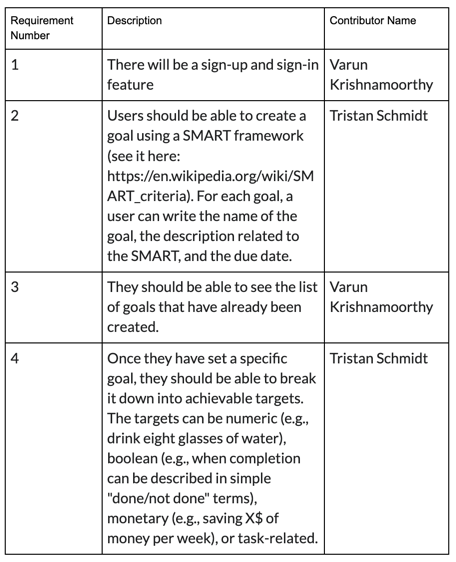 Requirement Number
Description
Contributor Name
1
There will be a sign-up and sign-in
feature
Varun
Krishnamoorthy
2
Users should be able to create a
goal using a SMART framework
(see it here:
https://en.wikipedia.org/wiki/SM
ART_criteria). For each goal, a
user can write the name of the
goal, the description related to
the SMART, and the due date.
Tristan Schmidt
3
They should be able to see the list
of goals that have already been
created.
Varun
Krishnamoorthy
4
Once they have set a specific
goal, they should be able to break
it down into achievable targets.
The targets can be numeric (e.g.,
drink eight glasses of water),
boolean (e.g., when completion
can be described in simple
"done/not done" terms),
monetary (e.g., saving X$ of
money per week), or task-related.
Tristan Schmidt